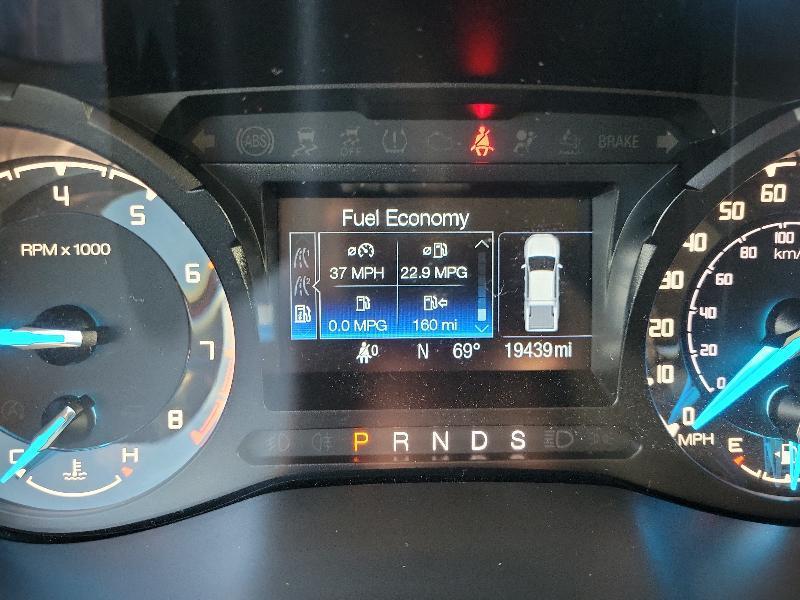 ABS
OFF
BRAKE
4
5
6
7
8
RPM x 1000
C
H
Fuel Economy
37 MPH 22.9 MPG
0.0 MPG 160 mi
0 N 69° 19439mi
P R N D S
60
50
40
30
20
10
0
MPH
100
80
60
40
20
0
km/
E